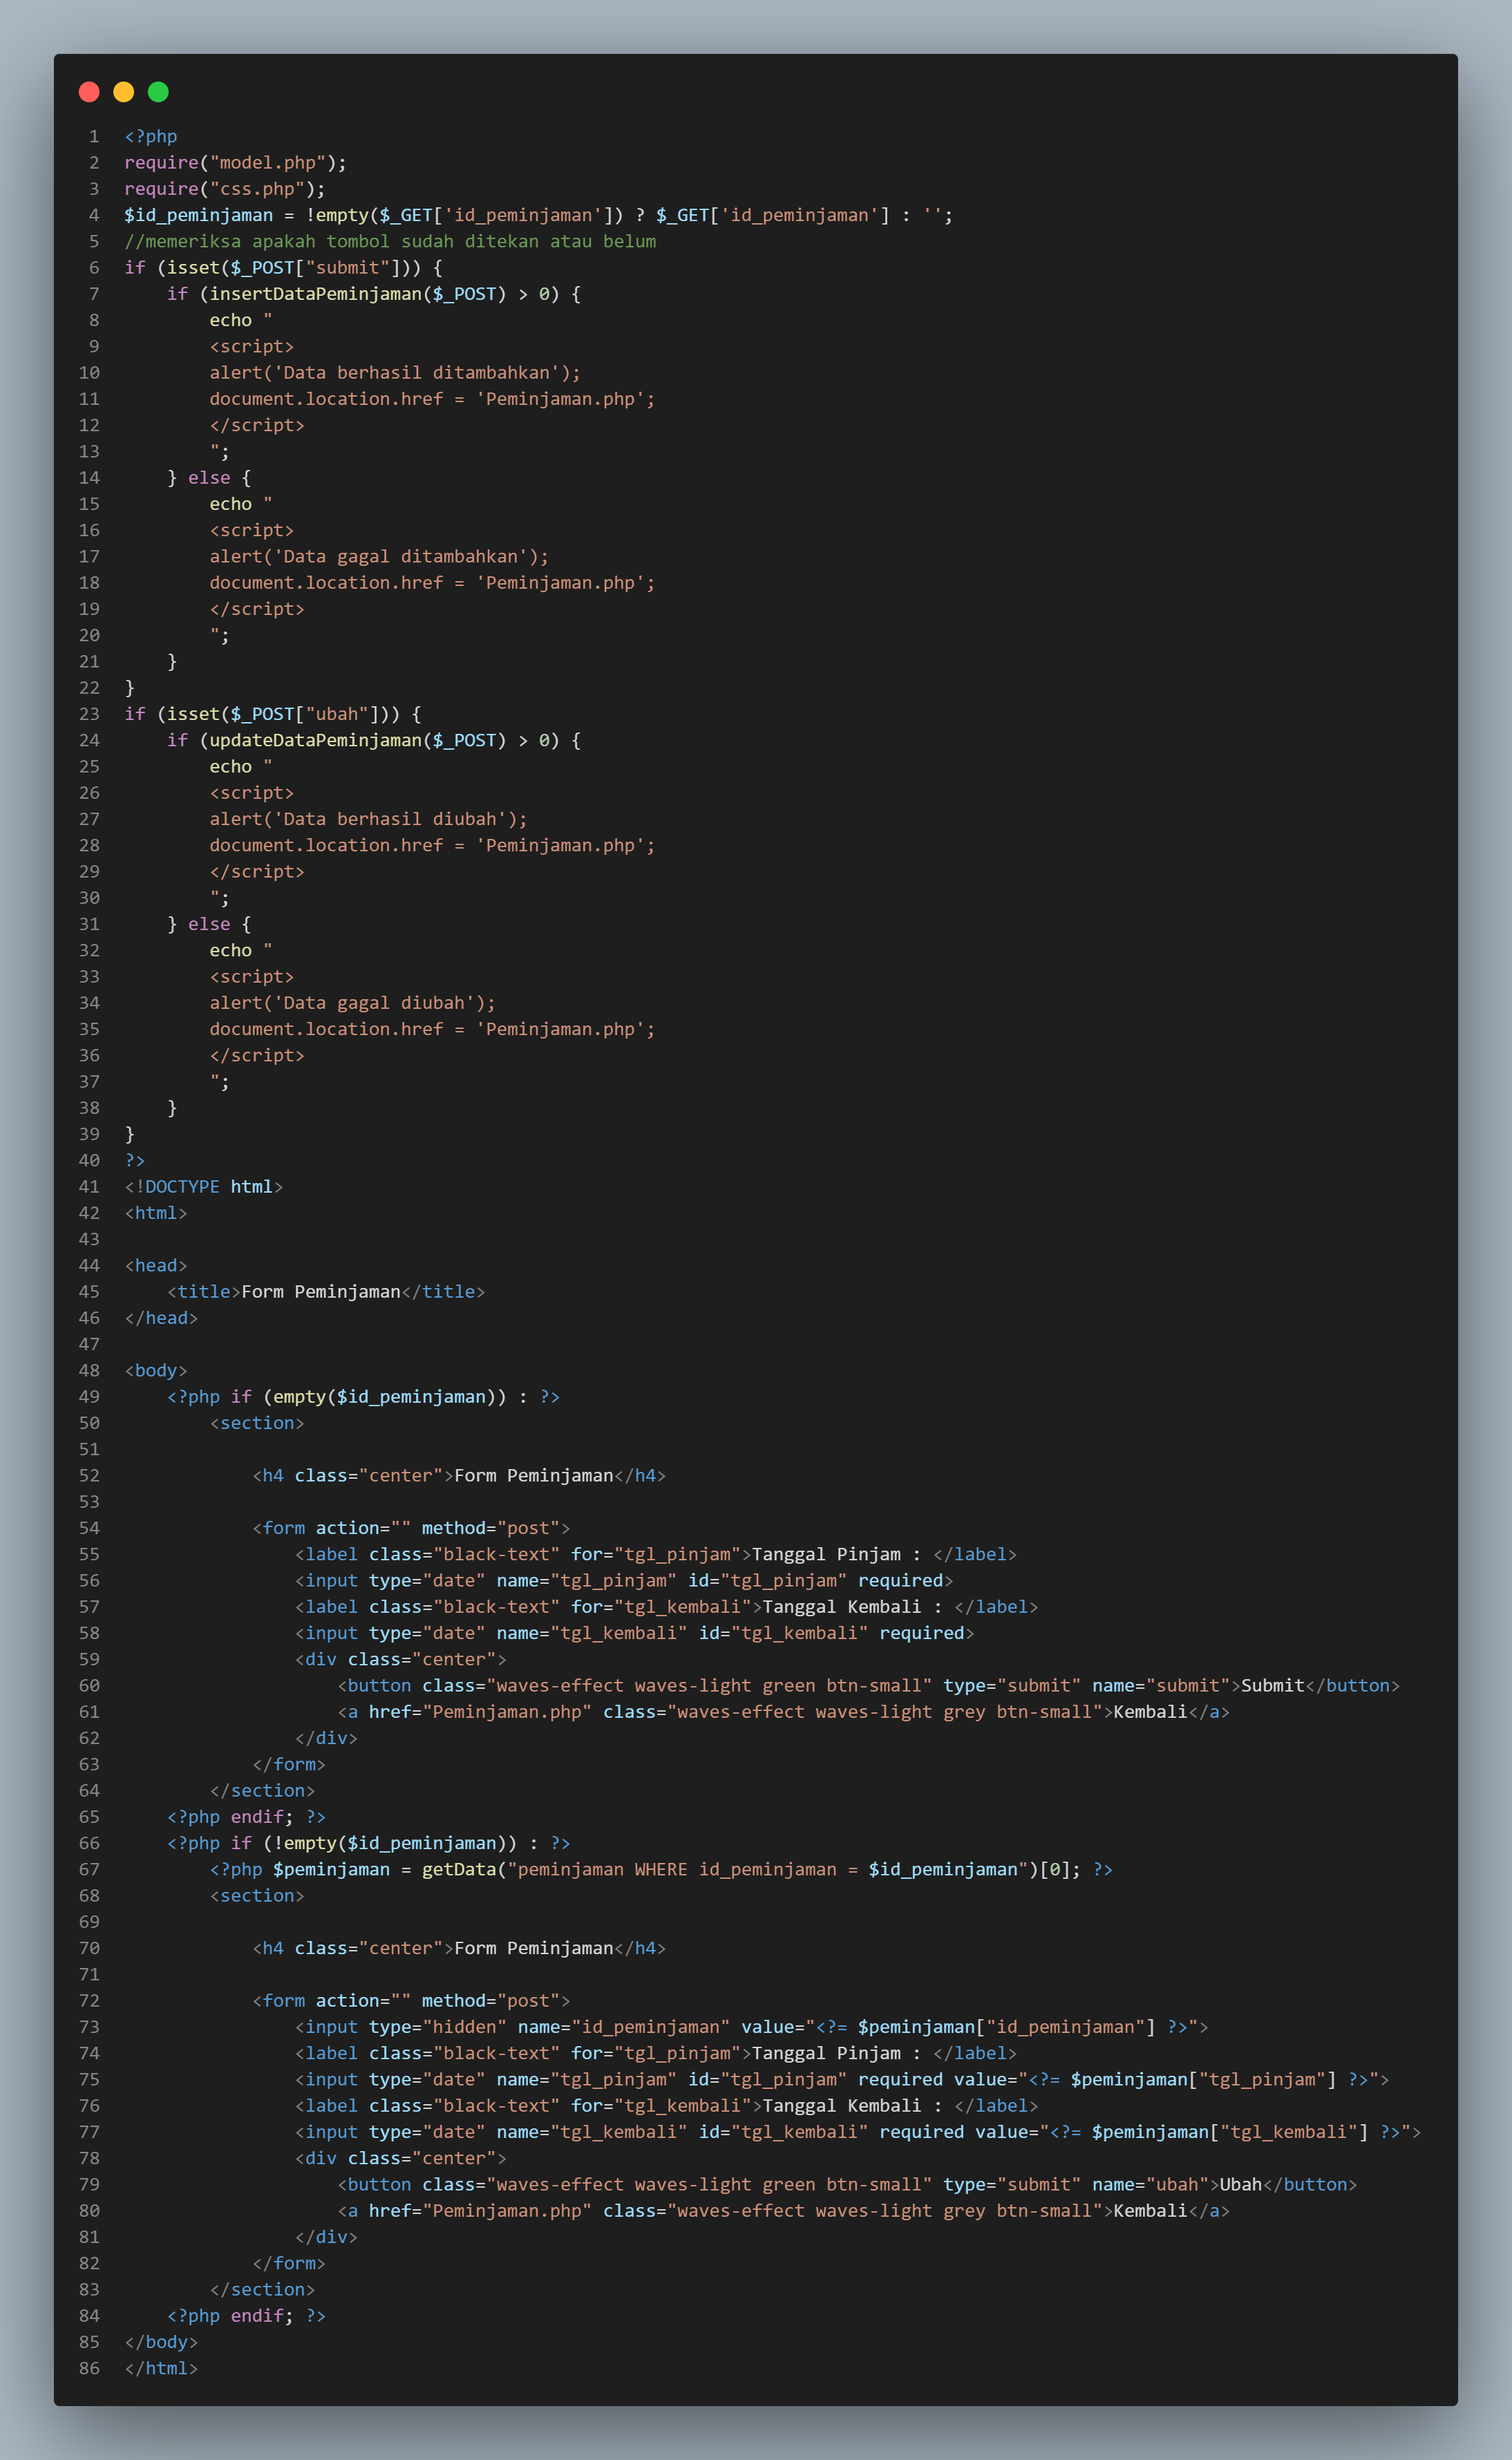 1 <?php
2 require("model.php");
3 require("css.php");
4 $id_peminjaman = !empty($_GET['id_peminjaman']) ? $_GET['id_peminjaman'] : '';
5 //memeriksa apakah tombol sudah ditekan atau belum
6 if (isset($_POST["submit"])) {
7     if (insertDataPeminjaman($_POST) > 0) {
8         echo "
9         <script>
10         alert('Data berhasil ditambahkan');
11         document.location.href = 'Peminjaman.php';
12         </script>
13         ";
14     } else {
15         echo "
16         <script>
17         alert('Data gagal ditambahkan');
18         document.location.href = 'Peminjaman.php';
19         </script>
20         ";
21     }
22 }
23 if (isset($_POST["ubah"])) {
24     if (updateDataPeminjaman($_POST) > 0) {
25         echo "
26         <script>
27         alert('Data berhasil diubah');
28         document.location.href = 'Peminjaman.php';
29         </script>
30         ";
31     } else {
32         echo "
33         <script>
34         alert('Data gagal diubah');
35         document.location.href = 'Peminjaman.php';
36         </script>
37         ";
38     }
39 }
40 ?>
41 <!DOCTYPE html>
42 <html>
43
44 <head>
45     <title>Form Peminjaman</title>
46 </head>
47
48 <body>
49     <?php if (empty($id_peminjaman)) : ?>
50         <section>
51
52             <h4 class="center">Form Peminjaman</h4>
53
54             <form action="" method="post">
55                 <label class="black-text" for="tgl_pinjam">Tanggal Pinjam : </label>
56                 <input type="date" name="tgl_pinjam" id="tgl_pinjam" required>
57                 <label class="black-text" for="tgl_kembali">Tanggal Kembali : </label>
58                 <input type="date" name="tgl_kembali" id="tgl_kembali" required>
59                 <div class="center">
60                     <button class="waves-effect waves-light green btn-small" type="submit" name="submit">Submit</button>
61                     <a href="Peminjaman.php" class="waves-effect waves-light grey btn-small">Kembali</a>
62                 </div>
63             </form>
64         </section>
65     <?php endif; ?>
66     <?php if (!empty($id_peminjaman)) : ?>
67         <?php $peminjaman = getData("peminjaman WHERE id_peminjaman = $id_peminjaman")[0]; ?>
68         <section>
69
70             <h4 class="center">Form Peminjaman</h4>
71
72             <form action="" method="post">
73                 <input type="hidden" name="id_peminjaman" value="<?= $peminjaman["id_peminjaman"] ?>">
74                 <label class="black-text" for="tgl_pinjam">Tanggal Pinjam : </label>
75                 <input type="date" name="tgl_pinjam" id="tgl_pinjam" required value="<?= $peminjaman["tgl_pinjam"] ?>">
76                 <label class="black-text" for="tgl_kembali">Tanggal Kembali : </label>
77                 <input type="date" name="tgl_kembali" id="tgl_kembali" required value="<?= $peminjaman["tgl_kembali"] ?>">
78                 <div class="center">
79                     <button class="waves-effect waves-light green btn-small" type="submit" name="ubah">Ubah</button>
80                     <a href="Peminjaman.php" class="waves-effect waves-light grey btn-small">Kembali</a>
81                 </div>
82             </form>
83         </section>
84     <?php endif; ?>
85 </body>
86 </html>